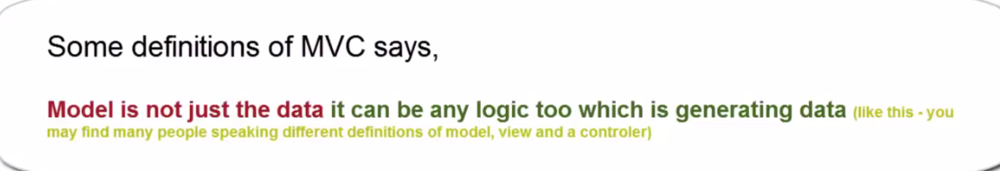 Some definitions of MVC says,
Model is not just the data it can be any logic too which is generating data (like this - you
may find many people speaking different definitions of model, view and a controler)